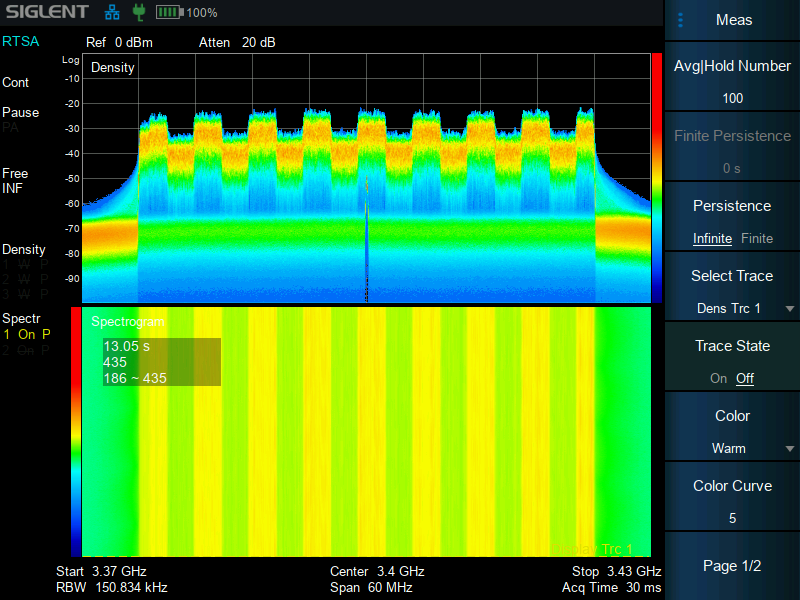 SIGLENT 100% Meas
RTSA
Ref 0 dBm Atten 20 dB
Log
Density
Avg|Hold Number
100
Cont
Pause
PA
-10
-20
-30
-40
-50
-60
-70
-80
-90
Finite Persistence
0 s
Free
INF
Persistence
Infinite Finite
Density
1 W P
2 W P
3 W P
Select Trace
Dens Trc 1
Spectr
1 On P
2 On P
Spectrogram
13.05 s
435
186 ~ 435
Trace State
On Off
Color
Warm
Color Curve
5
Display Trc 1
Start 3.37 GHz Center 3.4 GHz Stop 3.43 GHz
RBW 150.834 kHz Span 60 MHz Acq Time 30 ms
Page 1/2